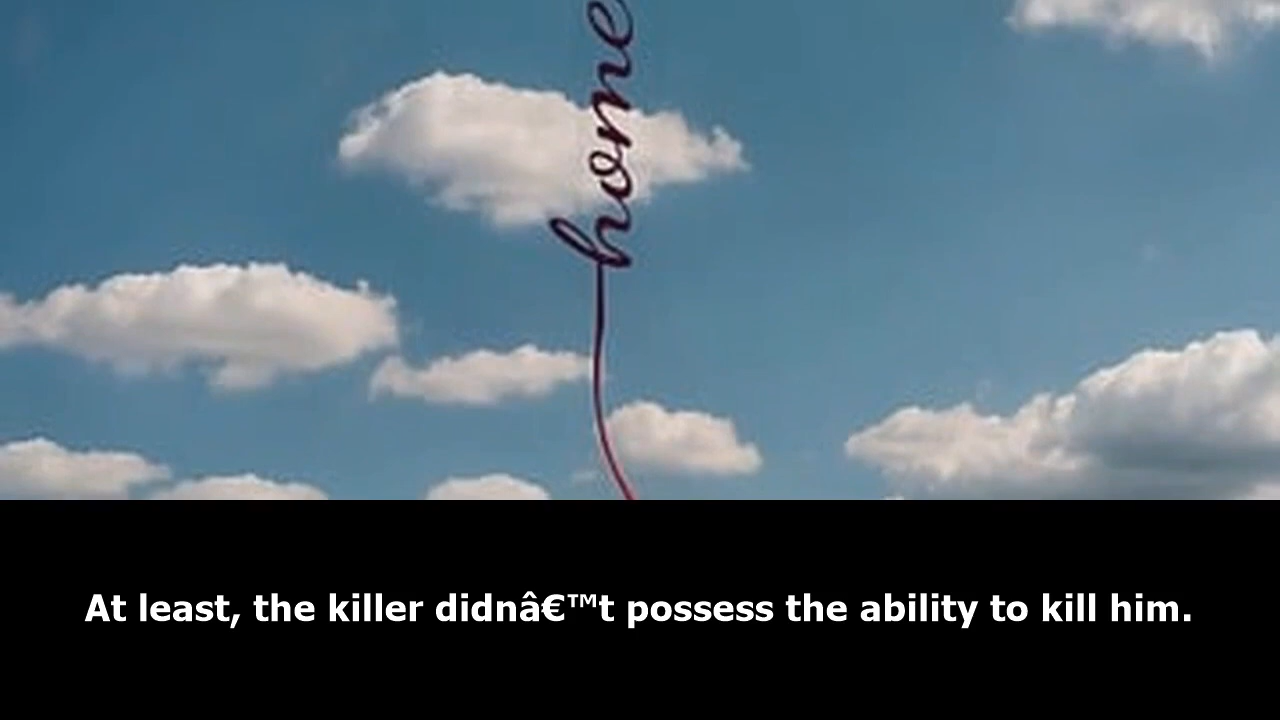 home
At least, the killer didnâ€™t possess the ability to kill him.